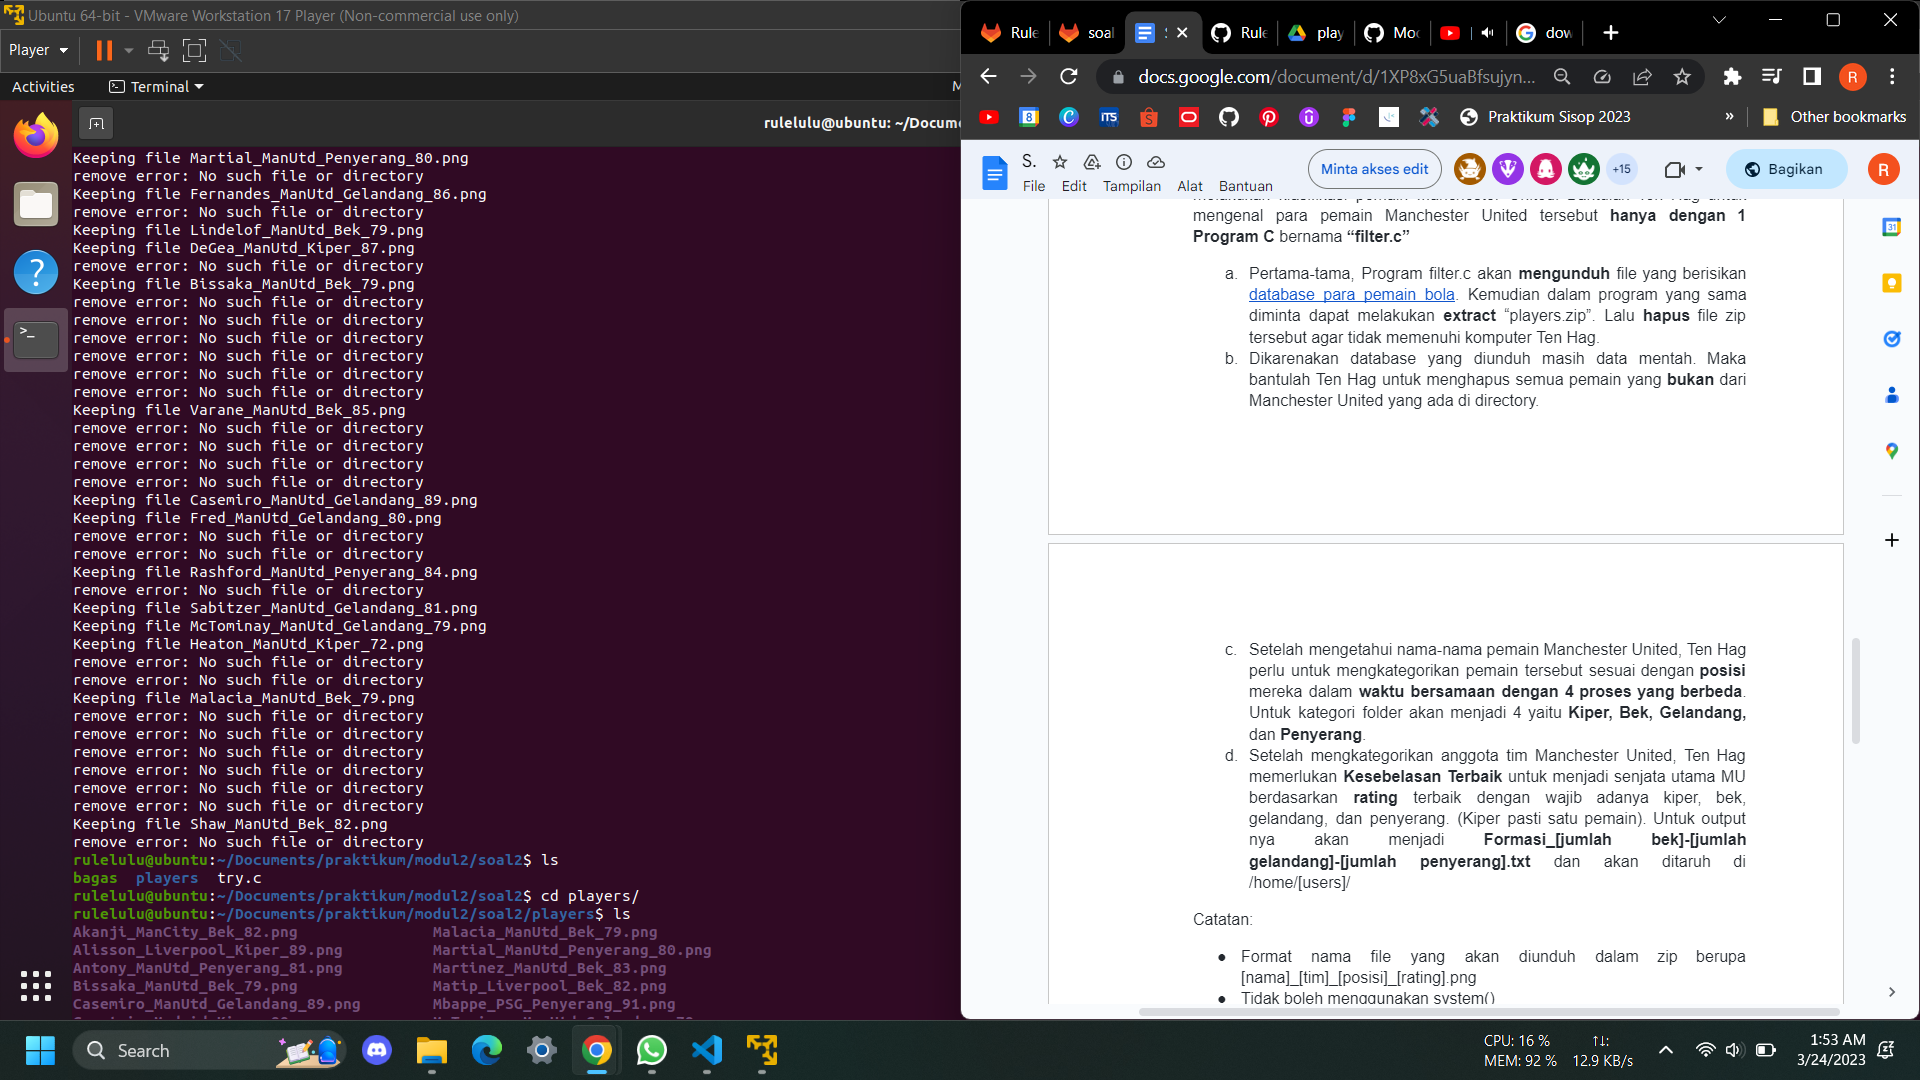 Ubuntu 64-bit - VMware Workstation 17 Player (Non-commercial use only)
Player
Activities
Terminal
rulelulu@ubuntu: ~/Docume
Keeping file Martial_ManUtd_Penyerang_80.png
remove error: No such file or directory
Keeping file Fernandes_ManUtd_Gelandang_86.png
remove error: No such file or directory
Keeping file Lindelof_ManUtd_Bek_79.png
Keeping file DeGea_ManUtd_Kiper_87.png
remove error: No such file or directory
Keeping file Bissaka_ManUtd_Bek_79.png
remove error: No such file or directory
remove error: No such file or directory
remove error: No such file or directory
remove error: No such file or directory
remove error: No such file or directory
remove error: No such file or directory
Keeping file Varane_ManUtd_Bek_85.png
remove error: No such file or directory
remove error: No such file or directory
remove error: No such file or directory
remove error: No such file or directory
Keeping file Casemiro_ManUtd_Gelandang_89.png
Keeping file Fred_ManUtd_Gelandang_80.png
remove error: No such file or directory
remove error: No such file or directory
Keeping file Rashford_ManUtd_Penyerang_84.png
remove error: No such file or directory
Keeping file Sabitzer_ManUtd_Gelandang_81.png
Keeping file McTominay_ManUtd_Gelandang_79.png
Keeping file Heaton_ManUtd_Kiper_72.png
remove error: No such file or directory
remove error: No such file or directory
Keeping file Malacia_ManUtd_Bek_79.png
remove error: No such file or directory
remove error: No such file or directory
remove error: No such file or directory
remove error: No such file or directory
remove error: No such file or directory
remove error: No such file or directory
Keeping file Shaw_ManUtd_Bek_82.png
remove error: No such file or directory
rulelulu@ubuntu:~/Documents/praktikum/modul2/soal2$ ls
bagas players try.c
rulelulu@ubuntu:~/Documents/praktikum/modul2/soal2$ cd players/
rulelulu@ubuntu:~/Documents/praktikum/modul2/soal2/players$ ls
Akanji_ManCity_Bek_82.png Malacia_ManUtd_Bek_79.png
Alisson_Liverpool_Kiper_89.png Martial_ManUtd_Penyerang_80.png
Antony_ManUtd_Penyerang_81.png Martinez_ManUtd_Bek_83.png
Bissaka_ManUtd_Bek_79.png Matip_Liverpool_Bek_82.png
Casemiro_ManUtd_Gelandang_89.png Mbappe_PSG_Penyerang_91.png
Rule soal Rule play Mod dow
docs.google.com/document/d/1XP8xG5uaBfsujyn...
R
Praktikum Sisop 2023 » Other bookmarks
S.
File Edit Tampilan Alat Bantuan
Minta akses edit
+15
Bagikan
R
mengenal para pemain Manchester United tersebut hanya dengan 1
Program C bernama “filter.c”
a. Pertama-tama, Program filter.c akan mengunduh file yang berisikan
database para pemain bola. Kemudian dalam program yang sama
diminta dapat melakukan extract “players.zip”. Lalu hapus file zip
tersebut agar tidak memenuhi komputer Ten Hag.
b. Dikarenakan database yang diunduh masih data mentah. Maka
bantulah Ten Hag untuk menghapus semua pemain yang bukan dari
Manchester United yang ada di directory.
c. Setelah mengetahui nama-nama pemain Manchester United, Ten Hag
perlu untuk mengkategorikan pemain tersebut sesuai dengan posisi
mereka dalam waktu bersamaan dengan 4 proses yang berbeda.
Untuk kategori folder akan menjadi 4 yaitu Kiper, Bek, Gelandang,
dan Penyerang.
d. Setelah mengkategorikan anggota tim Manchester United, Ten Hag
memerlukan Kesebelasan Terbaik untuk menjadi senjata utama MU
berdasarkan rating terbaik dengan wajib adanya kiper, bek,
gelandang, dan penyerang. (Kiper pasti satu pemain). Untuk output
nya akan menjadi Formasi_[jumlah bek]-[jumlah
gelandang]-[jumlah penyerang].txt dan akan ditaruh di
/home/[users]/
Catatan:
● Format nama file yang akan diunduh dalam zip berupa
[nama]_[tim]_[posisi]_[rating].png
● Tidak boleh menggunakan system()
Search
CPU: 16 %
MEM: 92 %
12.9 KB/s
1:53 AM
3/24/2023